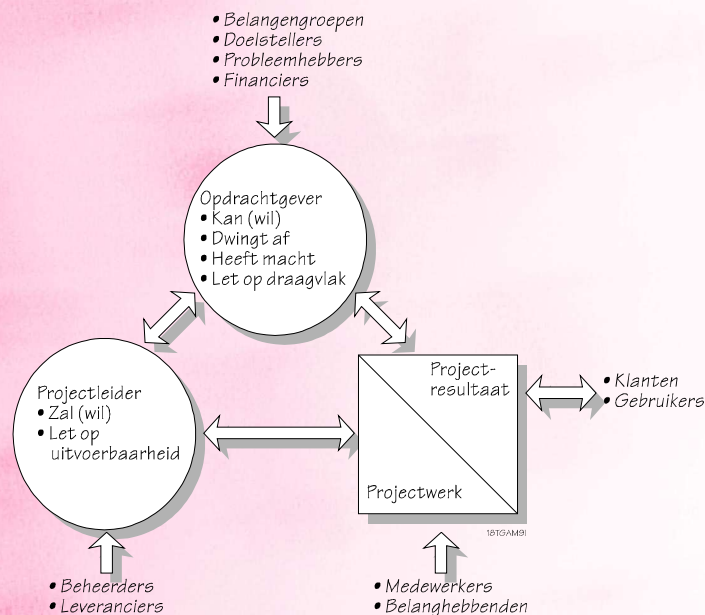 • Belangengroepen
• Doelstellers
• Probleemhebbers
• Financiers
Opdrachtgever
• Kan (wil)
• Dwingt af
• Heeft macht
• Let op draagvlak
Projectleider
• Zal (wil)
• Let op
uitvoerbaarheid
Project-
resultaat
Projectwerk
• Klanten
• Gebruikers
18TGAM91
• Beheerders
• Leveranciers
• Medewerkers
• Belanghebbenden